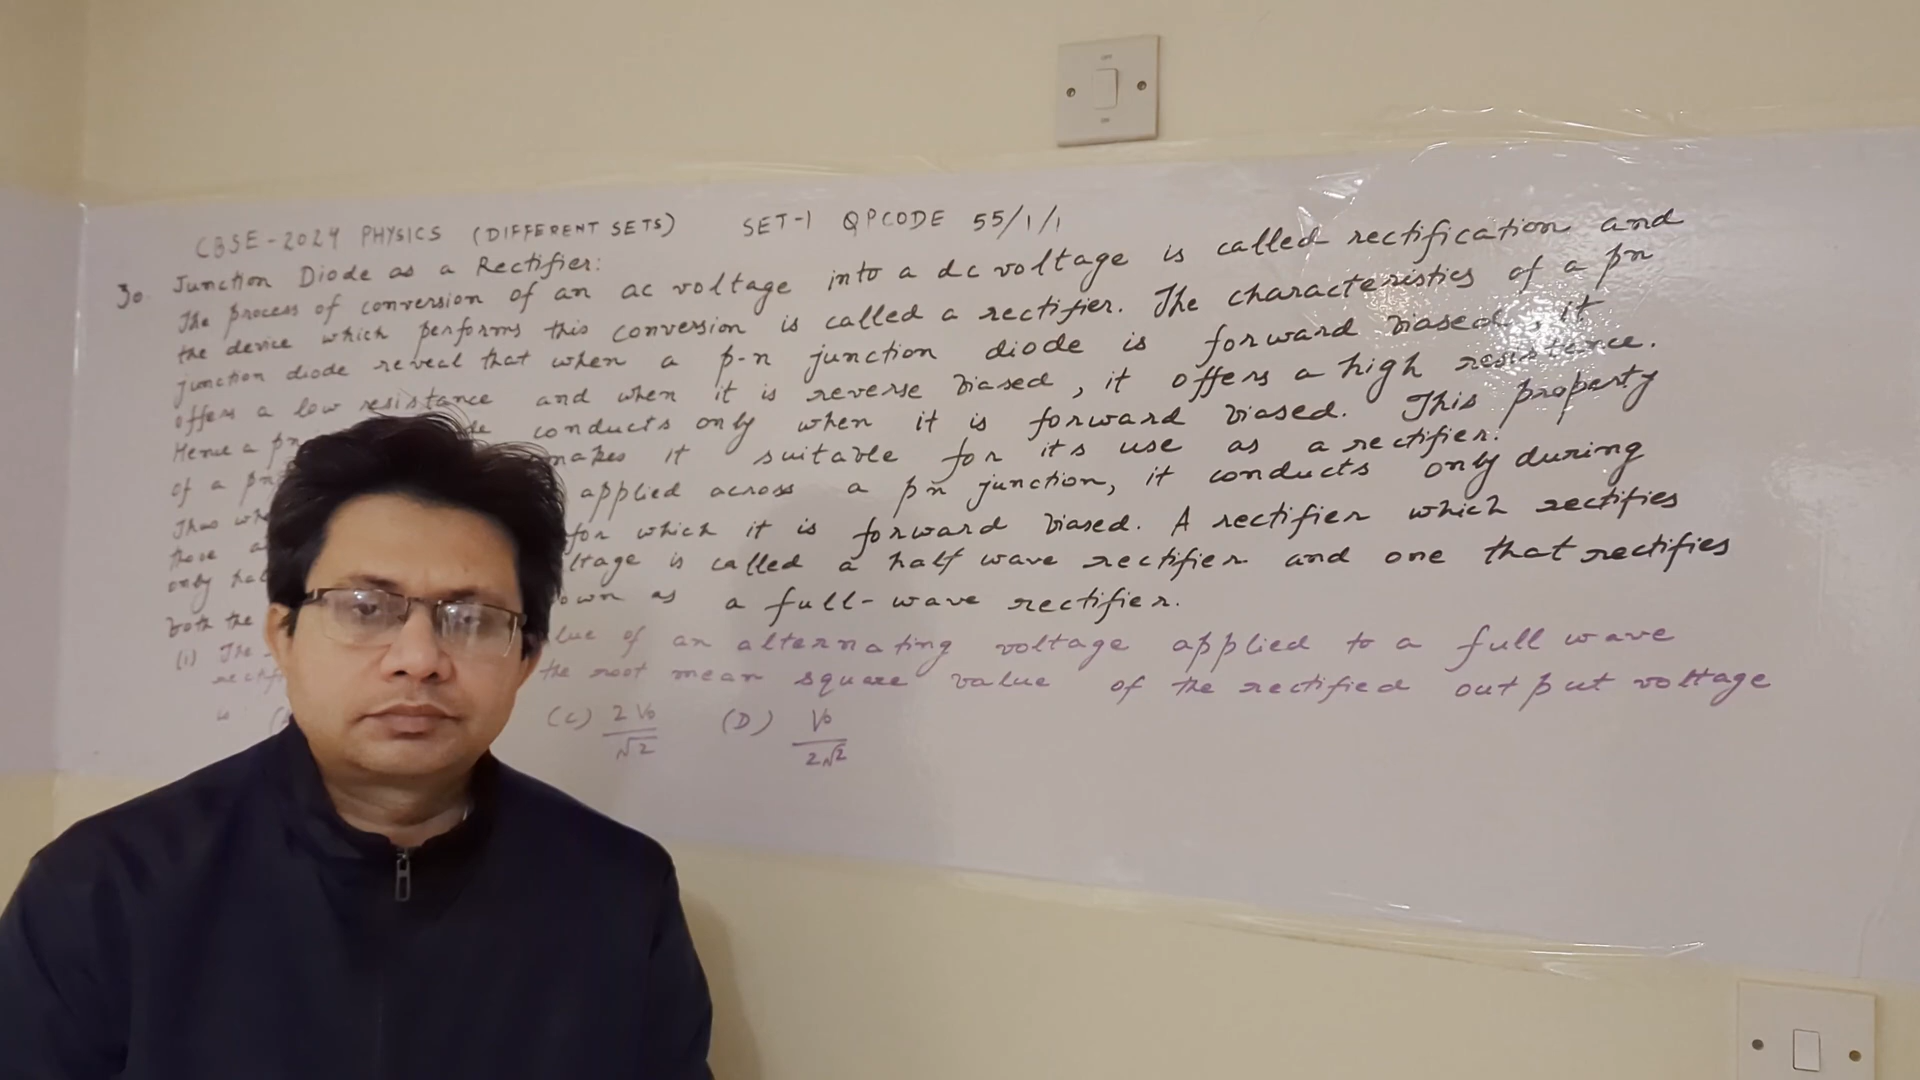 CBSE-2024 PHYSICS (DIFFERENT SETS) SET-1 QPCODE 55/1/1
30 Junction Diode as a Rectifier:
The process of conversion of an ac voltage into a dc voltage is called rectification and
the device which performs this conversion is called a rectifier. The characteristics of a pn
junction diode reveal that when a p-n junction diode is forward biased, it
offers a low resistance and when it is reverse biased, it offers a high resistance.
Hence a pn conducts only when it is forward biased. This property
of a pn makes it suitable for its use as a rectifier.
Thus applied across a pn junction, it conducts only during
those for which it is forward biased. A rectifier which rectifies
only is called a half wave rectifier and one that rectifies
both the as a full-wave rectifier.
(1) The of an alternating voltage applied to a full wave
the root mean square value of the rectified output voltage
is (C) 2V0/√2 (D) V0/2√2